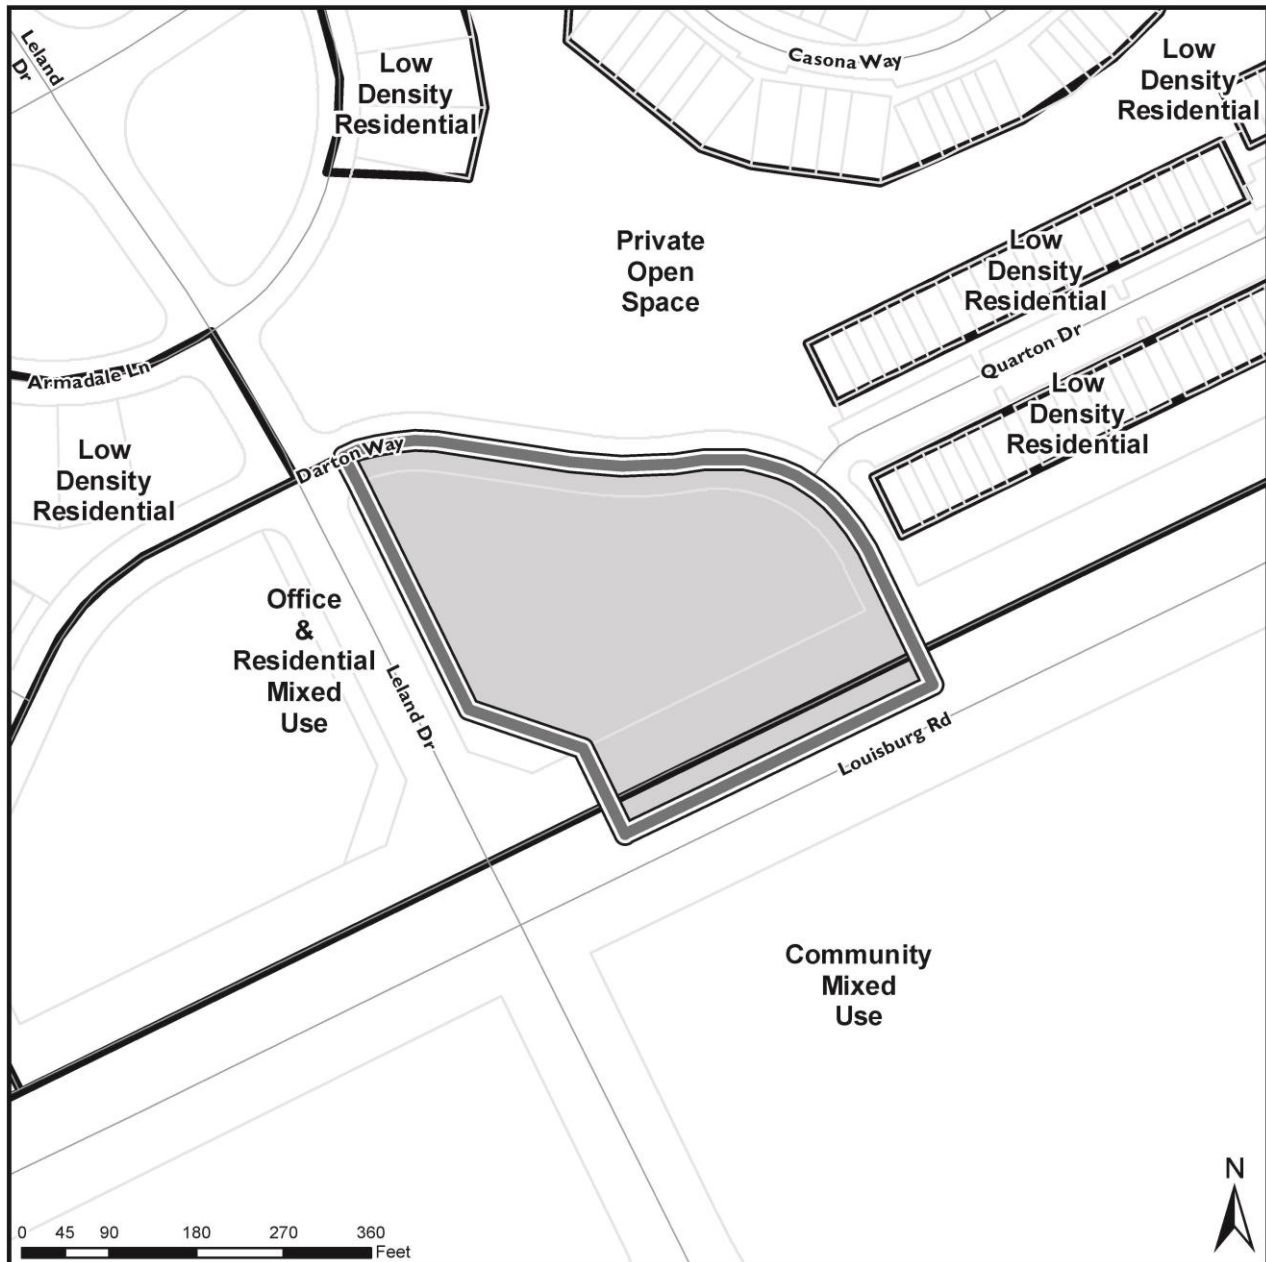 Leland
Dr
Low
Density
Residential
Casona Way
Low
Density
Residential
Private
Open
Space
Low
Density
Residential
Quarton Dr
Armadale Ln
Low
Density
Residential
Low
Density
Residential
Darton Way
Office
&
Residential
Mixed
Use
Leland Dr
Louisburg Rd
Community
Mixed
Use
N
0 45 90 180 270 360
Feet